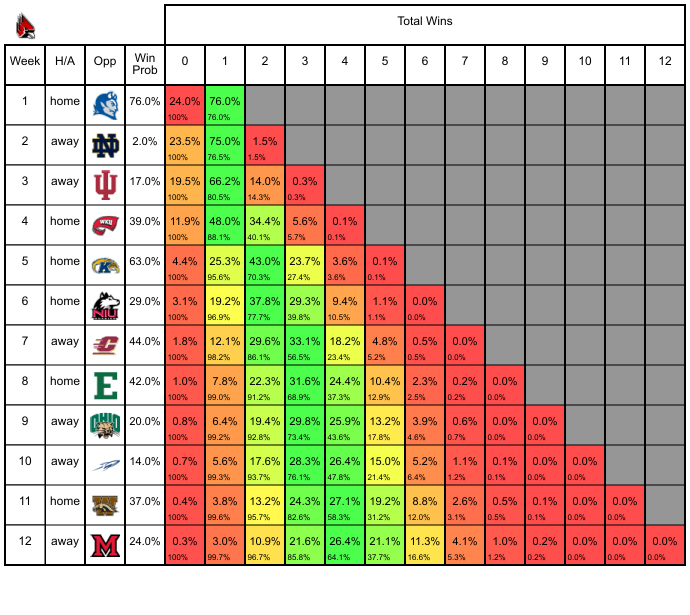 Total Wins
Week H/A Opp Win Prob 0 1 2 3 4 5 6 7 8 9 10 11 12
1 home 76.0% 24.0% 76.0%
100% 76.0%
2 away ND 2.0% 23.5% 75.0% 1.5%
100% 76.5% 1.5%
3 away 17.0% 19.5% 66.2% 14.0% 0.3%
100% 80.5% 14.3% 0.3%
4 home WKU 39.0% 11.9% 48.0% 34.4% 5.6% 0.1%
100% 88.1% 40.1% 5.7% 0.1%
5 home K 63.0% 4.4% 25.3% 43.0% 23.7% 3.6% 0.1%
100% 95.6% 70.3% 27.4% 3.6% 0.1%
6 home NIU 29.0% 3.1% 19.2% 37.8% 29.3% 9.4% 1.1% 0.0%
100% 96.9% 77.7% 39.8% 10.5% 1.1% 0.0%
7 away C 44.0% 1.8% 12.1% 29.6% 33.1% 18.2% 4.8% 0.5% 0.0%
100% 98.2% 86.1% 56.5% 23.4% 5.2% 0.5% 0.0%
8 home E 42.0% 1.0% 7.8% 22.3% 31.6% 24.4% 10.4% 2.3% 0.2% 0.0%
100% 99.0% 91.2% 68.9% 37.3% 12.9% 2.5% 0.2% 0.0%
9 away OHIO 20.0% 0.8% 6.4% 19.4% 29.8% 25.9% 13.2% 3.9% 0.6% 0.0% 0.0%
100% 99.2% 92.8% 73.4% 43.6% 17.8% 4.6% 0.7% 0.0% 0.0%
10 away 14.0% 0.7% 5.6% 17.6% 28.3% 26.4% 15.0% 5.2% 1.1% 0.1% 0.0% 0.0%
100% 99.3% 93.7% 76.1% 47.8% 21.4% 6.4% 1.2% 0.1% 0.0% 0.0%
11 home W 37.0% 0.4% 3.8% 13.2% 24.3% 27.1% 19.2% 8.8% 2.6% 0.5% 0.1% 0.0% 0.0%
100% 99.6% 95.7% 82.6% 58.3% 31.2% 12.0% 3.1% 0.5% 0.1% 0.0% 0.0%
12 away M 24.0% 0.3% 3.0% 10.9% 21.6% 26.4% 21.1% 11.3% 4.1% 1.0% 0.2% 0.0% 0.0% 0.0%
100% 99.7% 96.7% 85.8% 64.1% 37.7% 16.6% 5.3% 1.2% 0.2% 0.0% 0.0% 0.0%